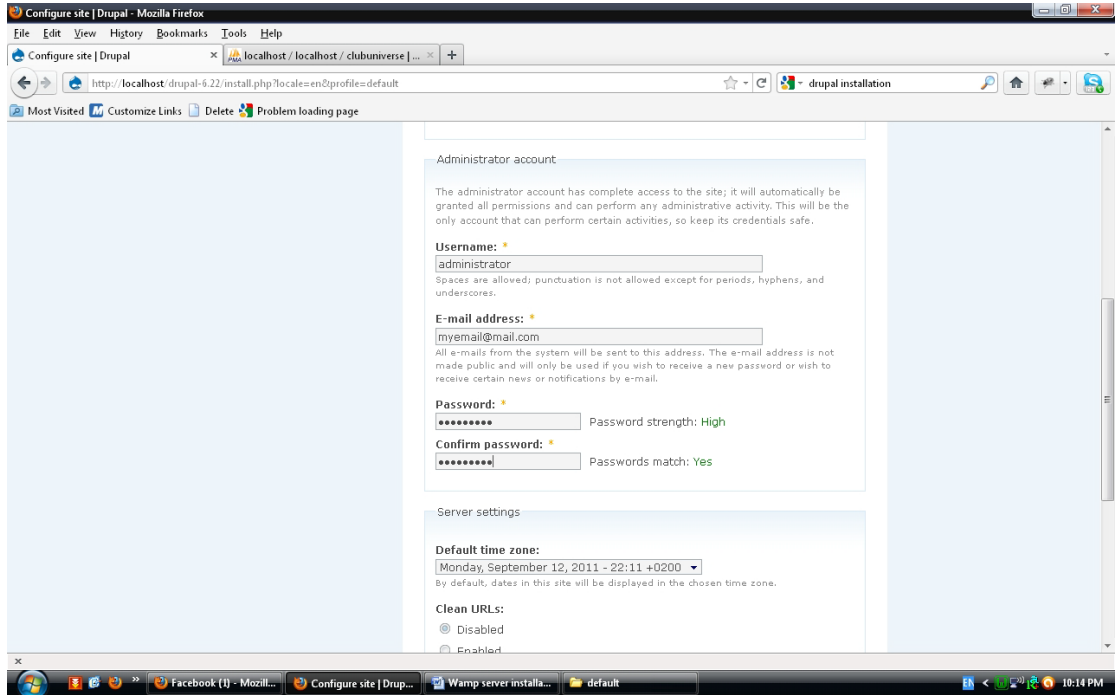 Configure site | Drupal - Mozilla Firefox
File Edit View History Bookmarks Tools Help
Configure site | Drupal
localhost / localhost / clubuniverse | ...
http://localhost/drupal-6.22/install.php?locale=en&profile=default
drupal installation
Most Visited Customize Links Delete Problem loading page
Administrator account
The administrator account has complete access to the site; it will automatically be
granted all permissions and can perform any administrative activity. This will be the
only account that can perform certain activities, so keep its credentials safe.
Username: *
administrator
Spaces are allowed; punctuation is not allowed except for periods, hyphens, and
underscores.
E-mail address: *
myemail@mail.com
All e-mails from the system will be sent to this address. The e-mail address is not
made public and will only be used if you wish to receive a new password or wish to
receive certain news or notifications by e-mail.
Password: *
●●●●●●●●● Password strength: High
Confirm password: *
●●●●●●●●● Passwords match: Yes
Server settings
Default time zone:
Monday, September 12, 2011 - 22:11 +0200
By default, dates in this site will be displayed in the chosen time zone.
Clean URLs:
Disabled
Enabled
Facebook (1) - Mozill... Configure site | Drup... Wamp server installa... default EN 10:14 PM